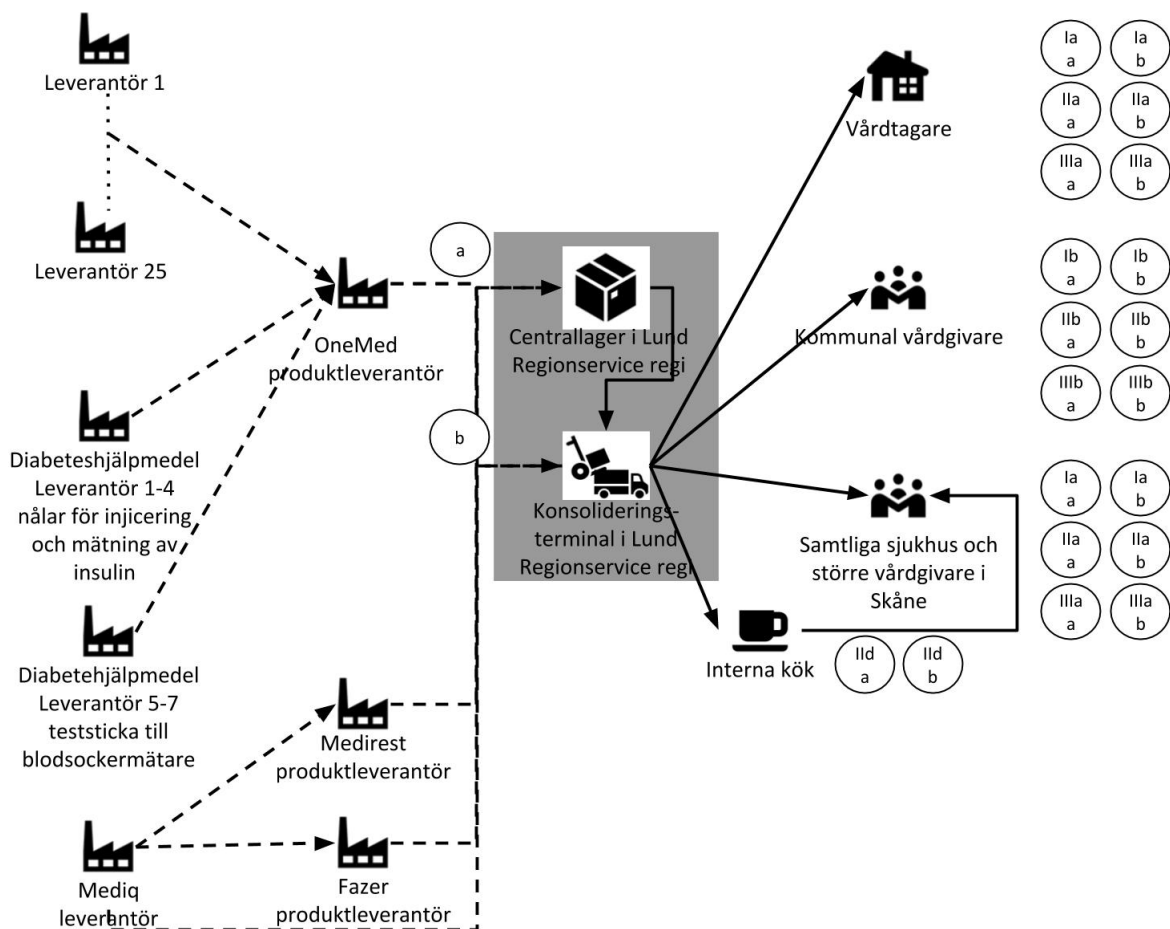 Leverantör 1
Leverantör 25
OneMed
produktleverantör
Diabeteshjälpmedel
Leverantör 1-4
nålar för injicering
och mätning av
insulin
Diabetehjälpmedel
Leverantör 5-7
teststicka till
blodsockermätare
Medirest
produktleverantör
Mediq
leverantör
Fazer
produktleverantör
a
b
Centrallager i Lund
Regionservice regi
Konsoliderings-
terminal i Lund
Regionservice regi
Vårdtagare
Kommunal vårdgivare
Samtliga sjukhus och
större vårdgivare i
Skåne
Interna kök
IId
a
IId
b
Ia
a
Ia
b
IIa
a
IIa
b
IIIa
a
IIIa
b
Ib
a
Ib
b
IIb
a
IIb
b
IIIb
a
IIIb
b
Ia
a
Ia
b
IIa
a
IIa
b
IIIa
a
IIIa
b